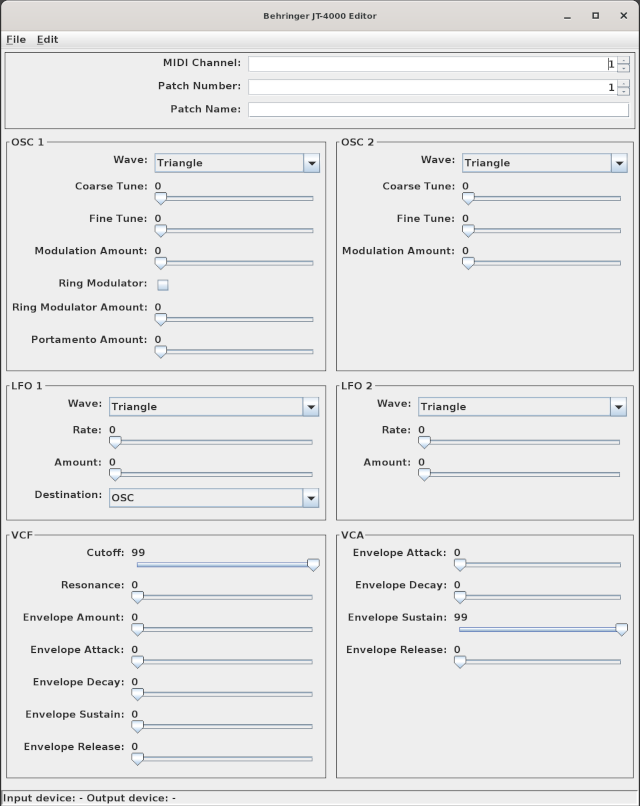 Behringer JT-4000 Editor
File Edit
MIDI Channel: 1
Patch Number: 1
Patch Name:
OSC 1
Wave: Triangle
Coarse Tune: 0
Fine Tune: 0
Modulation Amount: 0
Ring Modulator:
Ring Modulator Amount: 0
Portamento Amount: 0
OSC 2
Wave: Triangle
Coarse Tune: 0
Fine Tune: 0
Modulation Amount: 0
LFO 1
Wave: Triangle
Rate: 0
Amount: 0
Destination: OSC
LFO 2
Wave: Triangle
Rate: 0
Amount: 0
VCF
Cutoff: 99
Resonance: 0
Envelope Amount: 0
Envelope Attack: 0
Envelope Decay: 0
Envelope Sustain: 0
Envelope Release: 0
VCA
Envelope Attack: 0
Envelope Decay: 0
Envelope Sustain: 99
Envelope Release: 0
Input device: - Output device: -